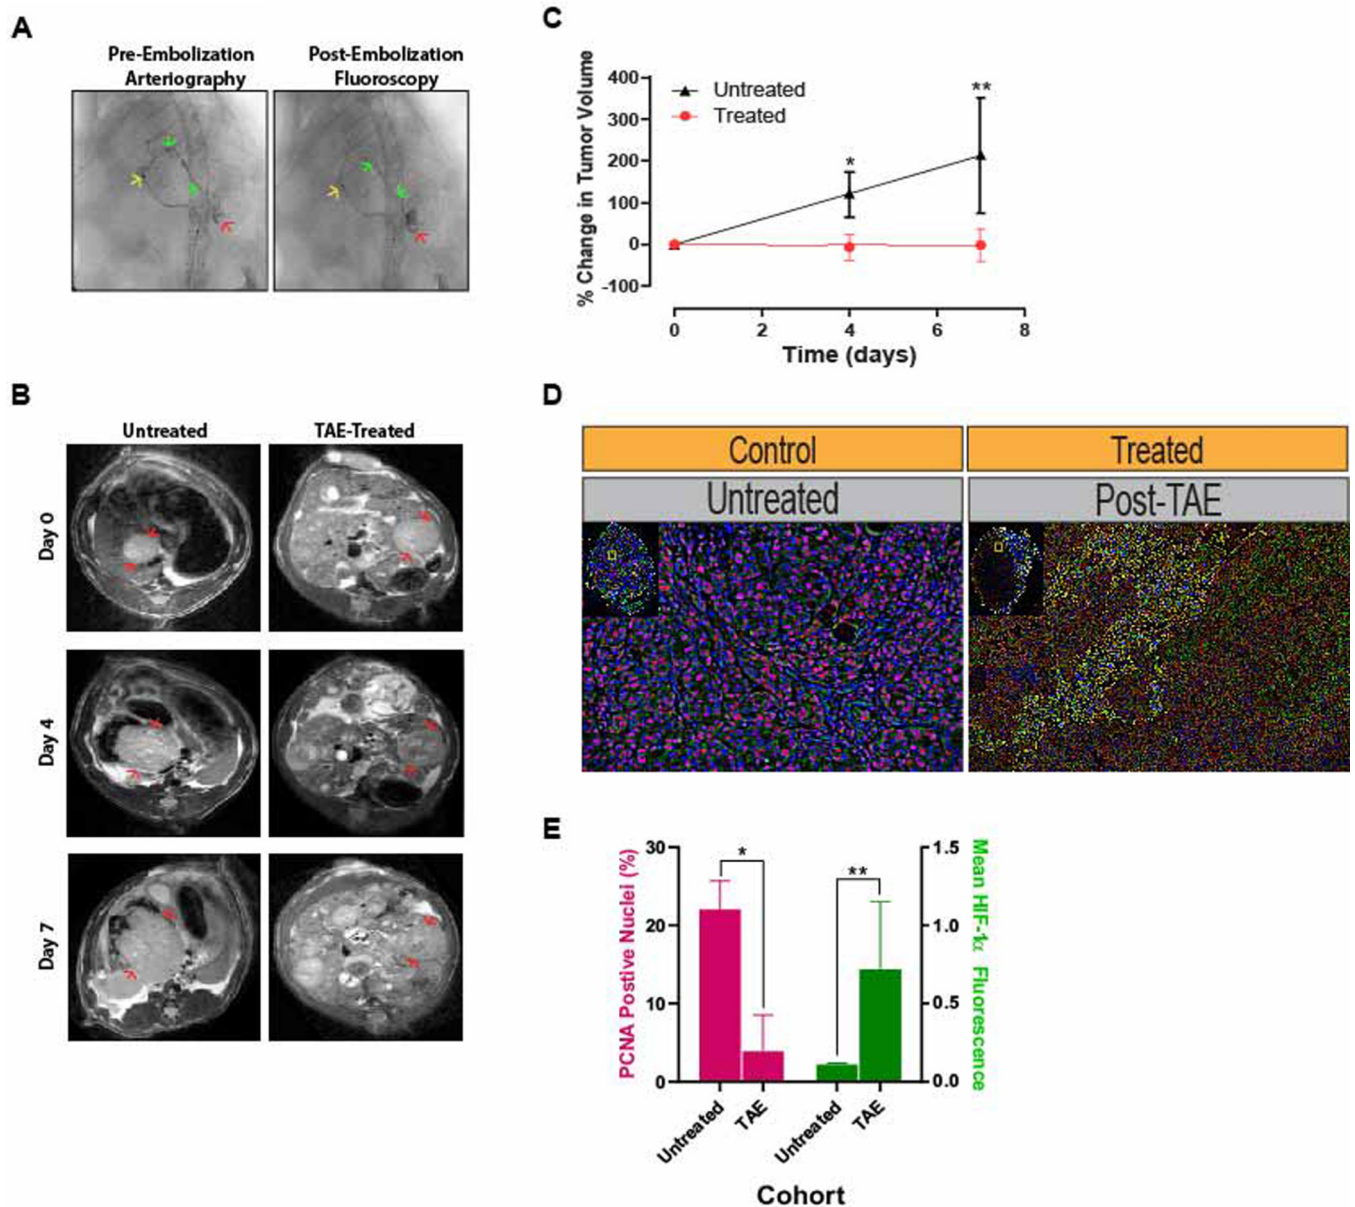 A
Pre-Embolization
Arteriography
Post-Embolization
Fluoroscopy
B
Untreated
TAE-Treated
Day 0
Day 4
Day 7
C
% Change in Tumor Volume
400
300
200
100
0
-100
Untreated
Treated
*
**
0
2
4
6
8
Time (days)
D
Control
Treated
Untreated
Post-TAE
E
PCNA Postive Nuclei (%)
30
20
10
0
*
**
1.5
1.0
0.5
0.0
Mean HIF-1α Fluorescence
Untreated
TAE
Untreated
TAE
Cohort